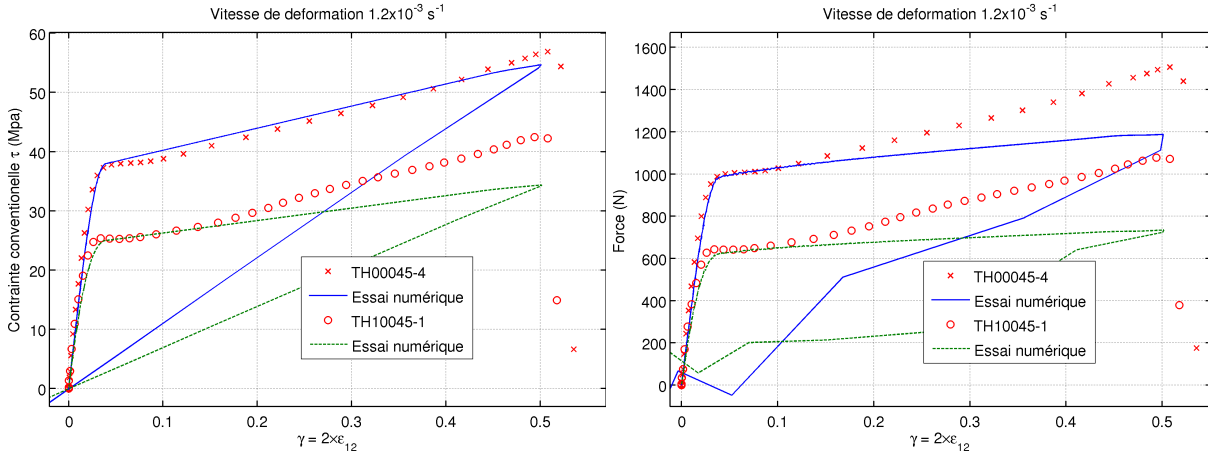 Vitesse de deformation 1.2x10⁻³ s⁻¹
60
50
40
30
20
10
0
Contrainte conventionelle τ (Mpa)
TH00045-4
Essai numérique
TH10045-1
Essai numérique
0 0.1 0.2 0.3 0.4 0.5
γ = 2×ε₁₂
Vitesse de deformation 1.2x10⁻³ s⁻¹
1600
1400
1200
1000
800
600
400
200
0
Force (N)
TH00045-4
Essai numérique
TH10045-1
Essai numérique
0 0.1 0.2 0.3 0.4 0.5
γ = 2×ε₁₂